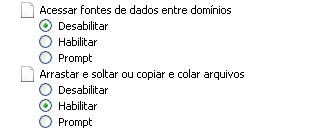 Acessar fontes de dados entre domínios
Desabilitar
Habilitar
Prompt
Arrastar e soltar ou copiar e colar arquivos
Desabilitar
Habilitar
Prompt